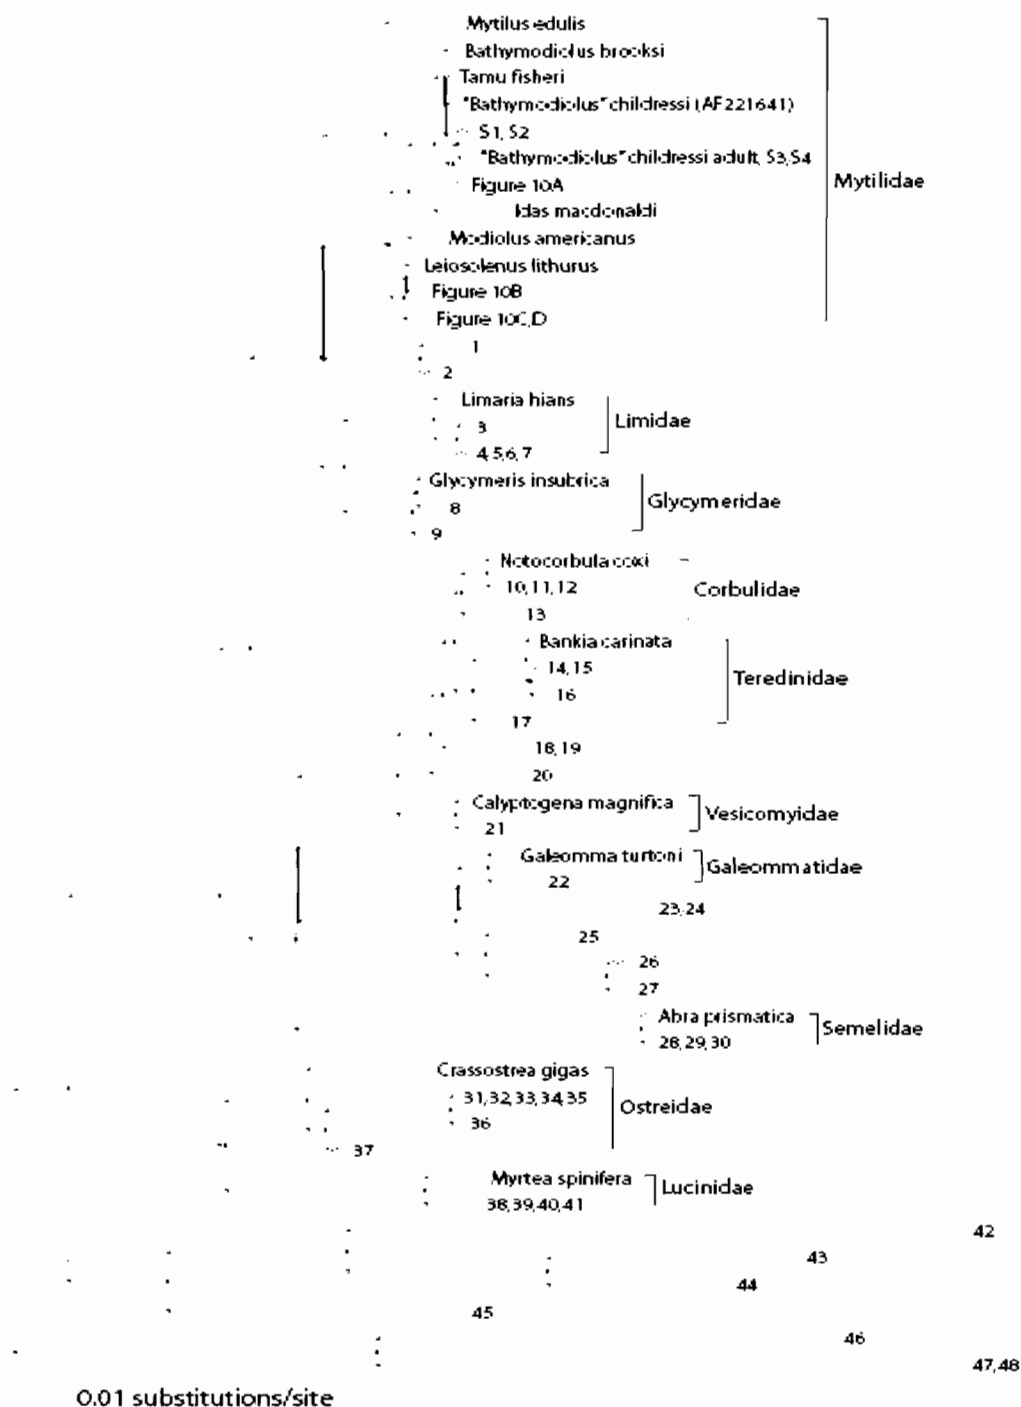 Mytilus edulis
Bathymodiolus brooksi
Tamu fisheri
"Bathymodiolus" childressi (AF221641)
S1, S2
"Bathymodiolus" childressi adult, S3,S4
Figure 10A
Mytilidae
Idas macdonaldi
Modiolus americanus
Leiosolenus lithurus
Figure 10B
Figure 10C,D
1
2
Limaria hians
3
Limidae
4,5,6,7
Glycymeris insubrica
8
Glycymeridae
9
Notocorbula coxi
10,11,12
Corbulidae
13
Bankia carinata
14,15
Teredinidae
16
17
18,19
20
Calyptogena magnifica
Vesicomyidae
21
Galeomma turtoni
Galeommatidae
22
23,24
25
26
27
Abra prismatica
Semelidae
28,29,30
Crassostrea gigas
31,32,33,34,35
Ostreidae
36
37
Myrtea spinifera
Lucinidae
38,39,40,41
42
43
44
45
46
47,48
0.01 substitutions/site